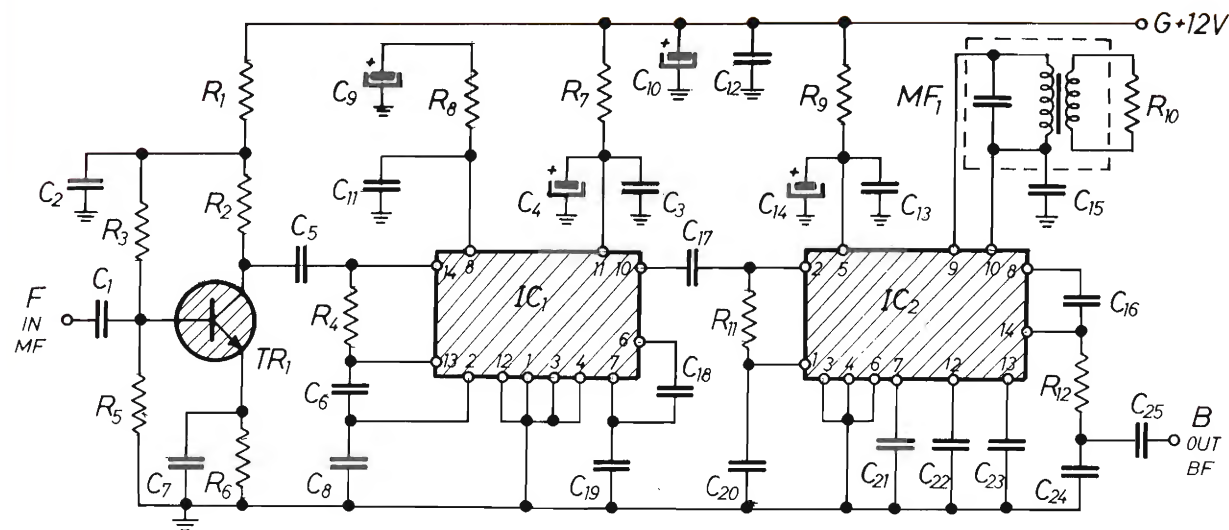 G+12V
R1
C9
R8
R7
C10
C12
R9
MF1
R10
C2
R3
R2
C11
C4
C3
C14
C13
C15
C5
C17
F
IN
MF
C1
TR1
R4
14
8
11
10
IC1
6
13
2
12
1
3
4
7
R11
2
5
9
10
8
IC2
14
1
3
4
6
7
12
13
C16
R5
C6
C18
R12
C25
B
OUT
BF
C7
R6
C8
C19
C20
C21
C22
C23
C24
+
+
+
+